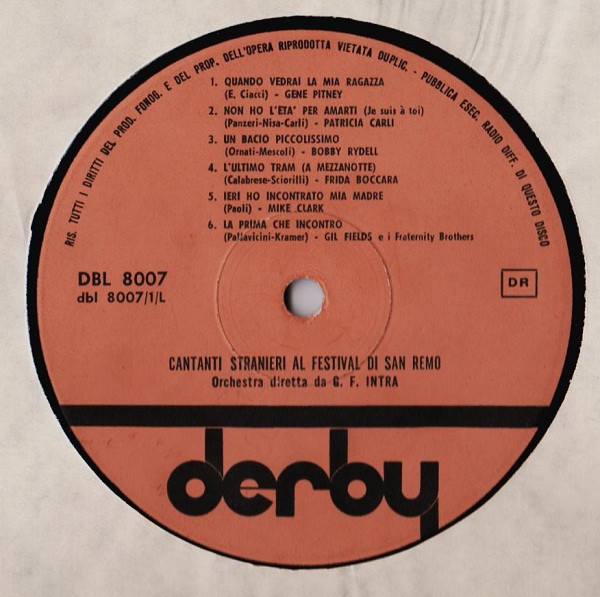 RIS. TUTTI I DIRITTI DEL PROD. FONOG. E DEL PROP. DELL'OPERA RIPRODOTTA VIETATA DUPLIC. - PUBBLICA ESEC. RADIO DIFF. DI QUESTO DISCO
1. QUANDO VEDRAI LA MIA RAGAZZA
(E. Ciacci) - GENE PITNEY
2. NON HO L'ETA' PER AMARTI (Je suis à toi)
(Panzeri-Nisa-Carli) - PATRICIA CARLI
3. UN BACIO PICCOLISSIMO
(Ornati-Mescoli) - BOBBY RYDELL
4. L'ULTIMO TRAM (A MEZZANOTTE)
(Calabrese-Sciorilli) - FRIDA BOCCARA
5. IERI HO INCONTRATO MIA MADRE
(Paoli) - MIKE CLARK
6. LA PRIMA CHE INCONTRO
(Pallavicini-Kramer) - GIL FIELDS e i Fraternity Brothers
DBL 8007
dbl 8007/1/L
DR
CANTANTI STRANIERI AL FESTIVAL DI SAN REMO
Orchestra diretta da G. F. INTRA
derby